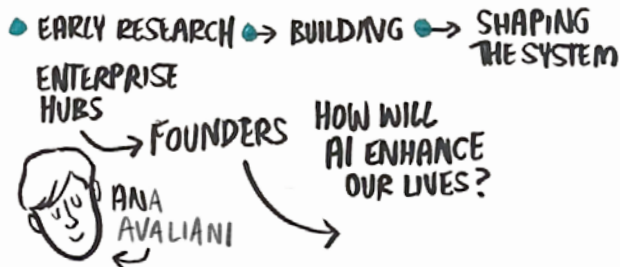 EARLY RESEARCH → BUILDING → SHAPING
THE SYSTEM
ENTERPRISE
HUBS
FOUNDERS
HOW WILL
AI ENHANCE
OUR LIVES?
ANA
AVALIANI